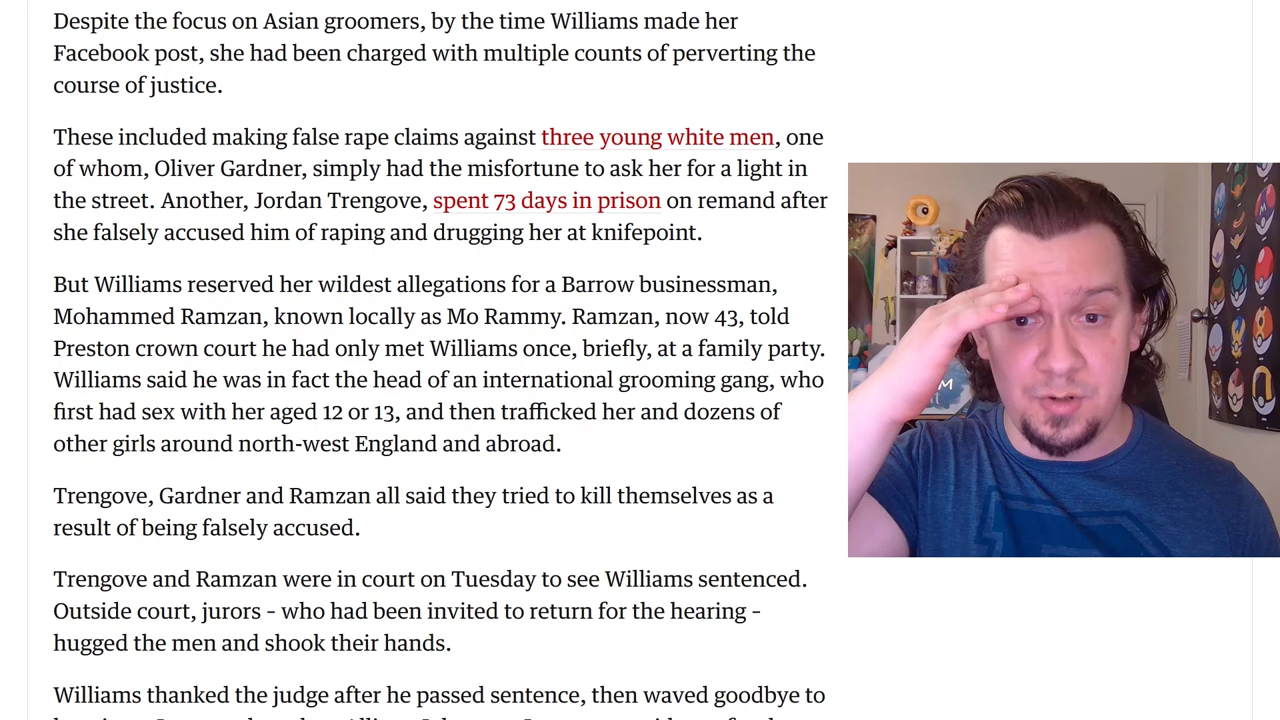 Despite the focus on Asian groomers, by the time Williams made her
Facebook post, she had been charged with multiple counts of perverting the
course of justice.
These included making false rape claims against three young white men, one
of whom, Oliver Gardner, simply had the misfortune to ask her for a light in
the street. Another, Jordan Trengove, spent 73 days in prison on remand after
she falsely accused him of raping and drugging her at knifepoint.
But Williams reserved her wildest allegations for a Barrow businessman,
Mohammed Ramzan, known locally as Mo Rammy. Ramzan, now 43, told
Preston crown court he had only met Williams once, briefly, at a family party.
Williams said he was in fact the head of an international grooming gang, who
first had sex with her aged 12 or 13, and then trafficked her and dozens of
other girls around north-west England and abroad.
Trengove, Gardner and Ramzan all said they tried to kill themselves as a
result of being falsely accused.
Trengove and Ramzan were in court on Tuesday to see Williams sentenced.
Outside court, jurors – who had been invited to return for the hearing –
hugged the men and shook their hands.
Williams thanked the judge after he passed sentence, then waved goodbye to